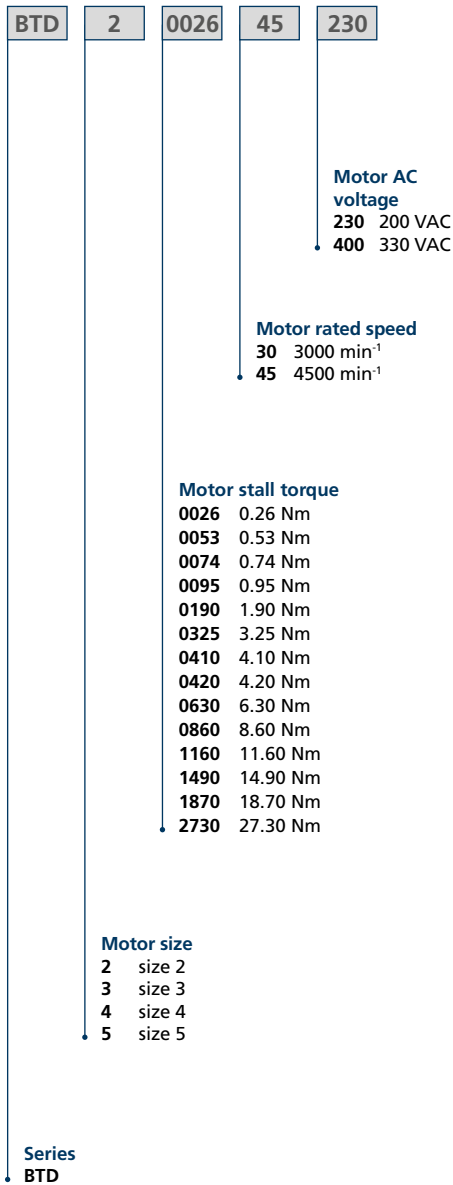 BTD 2 0026 45 230
Motor AC
voltage
230 200 VAC
400 330 VAC
Motor rated speed
30 3000 min⁻¹
45 4500 min⁻¹
Motor stall torque
0026 0.26 Nm
0053 0.53 Nm
0074 0.74 Nm
0095 0.95 Nm
0190 1.90 Nm
0325 3.25 Nm
0410 4.10 Nm
0420 4.20 Nm
0630 6.30 Nm
0860 8.60 Nm
1160 11.60 Nm
1490 14.90 Nm
1870 18.70 Nm
2730 27.30 Nm
Motor size
2 size 2
3 size 3
4 size 4
5 size 5
Series
BTD